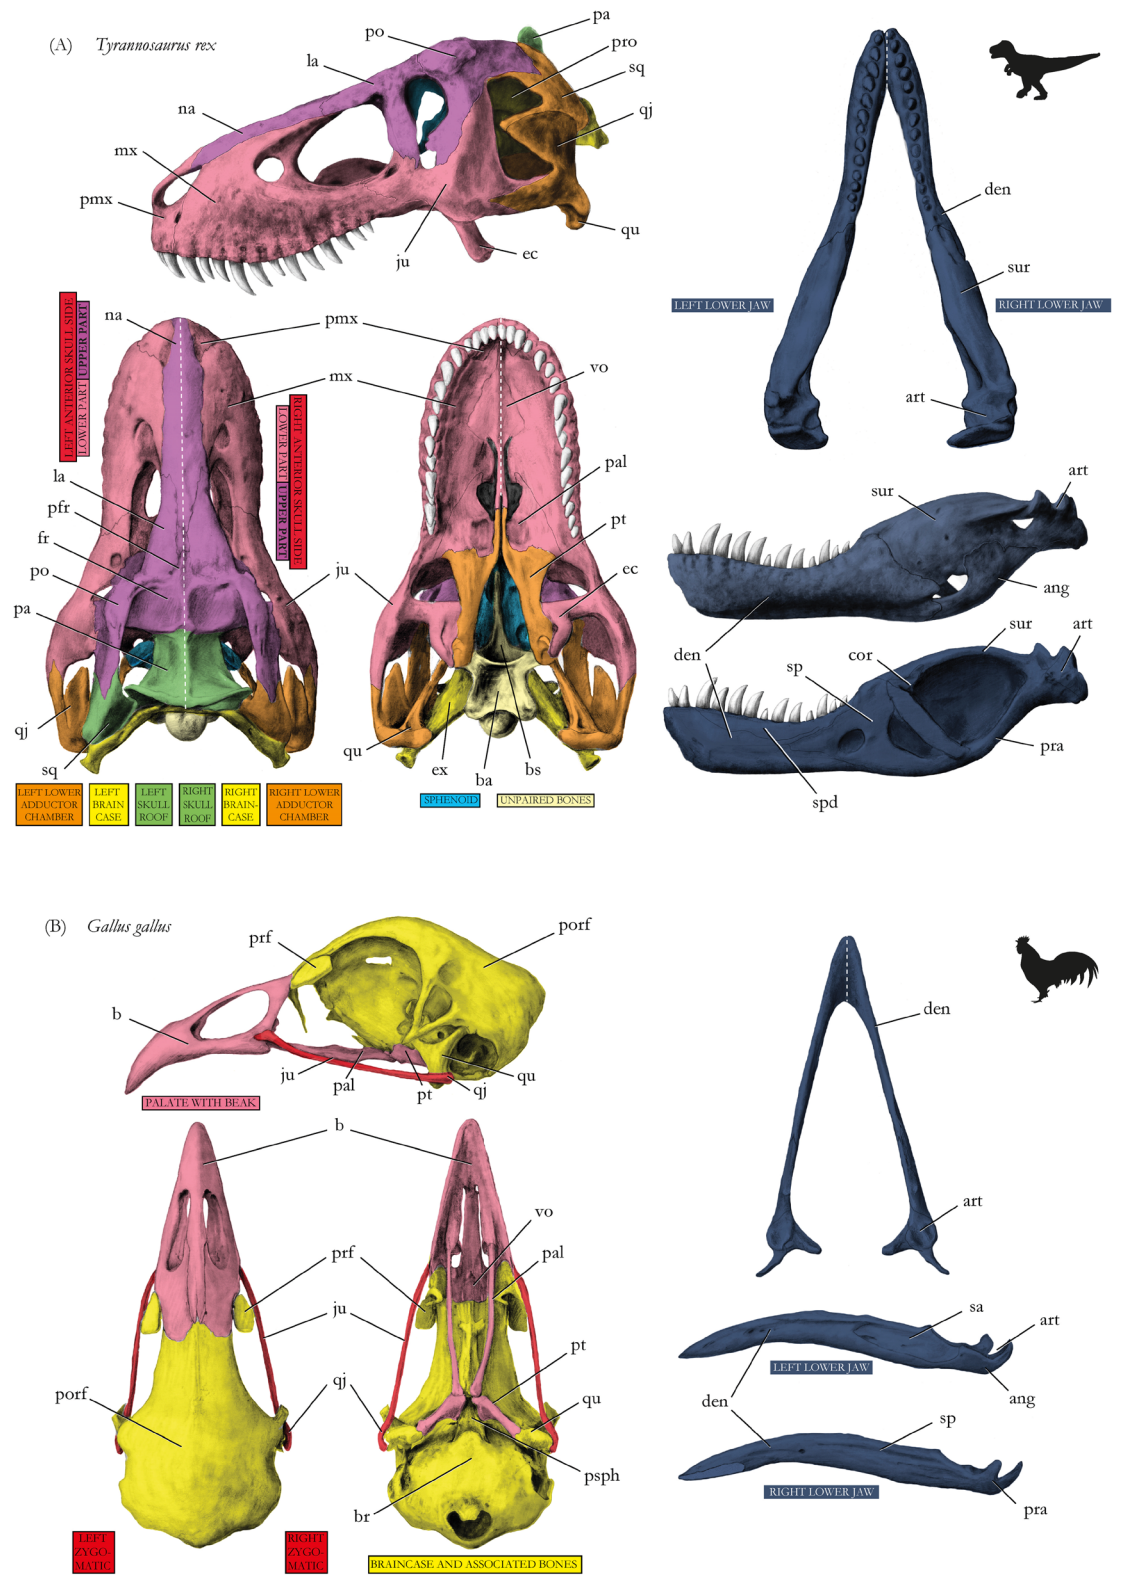 (A) Tyrannosaurus rex
pa
po
pro
la
sq
na
qj
mx
pmx
qu
ju
ec
den
sur
LEFT LOWER JAW
RIGHT LOWER JAW
art
LEFT ANTERIOR SKULL SIDE
LOWER PART UPPER PART
na
pmx
mx
vo
RIGHT ANTERIOR SKULL SIDE
LOWER PART UPPER PART
la
pfr
fr
po
pa
pal
pt
ju
ec
qj
sq
qu
ex
ba
bs
sur
art
ang
den
sur
art
cor
sp
pra
spd
LEFT LOWER
ADDUCTOR
CHAMBER
LEFT
BRAIN
CASE
LEFT
SKULL
ROOF
RIGHT
SKULL
ROOF
RIGHT
BRAIN-
CASE
RIGHT LOWER
ADDUCTOR
CHAMBER
SPHENOID
UNPAIRED BONES
(B) Gallus gallus
prf
porf
b
ju
pal
pt
qj
qu
PALATE WITH BEAK
den
art
b
vo
prf
pal
ju
pt
qj
qu
porf
psph
br
sa
art
LEFT LOWER JAW
ang
den
sp
RIGHT LOWER JAW
pra
LEFT
ZYGO-
MATIC
RIGHT
ZYGO-
MATIC
BRAINCASE AND ASSOCIATED BONES